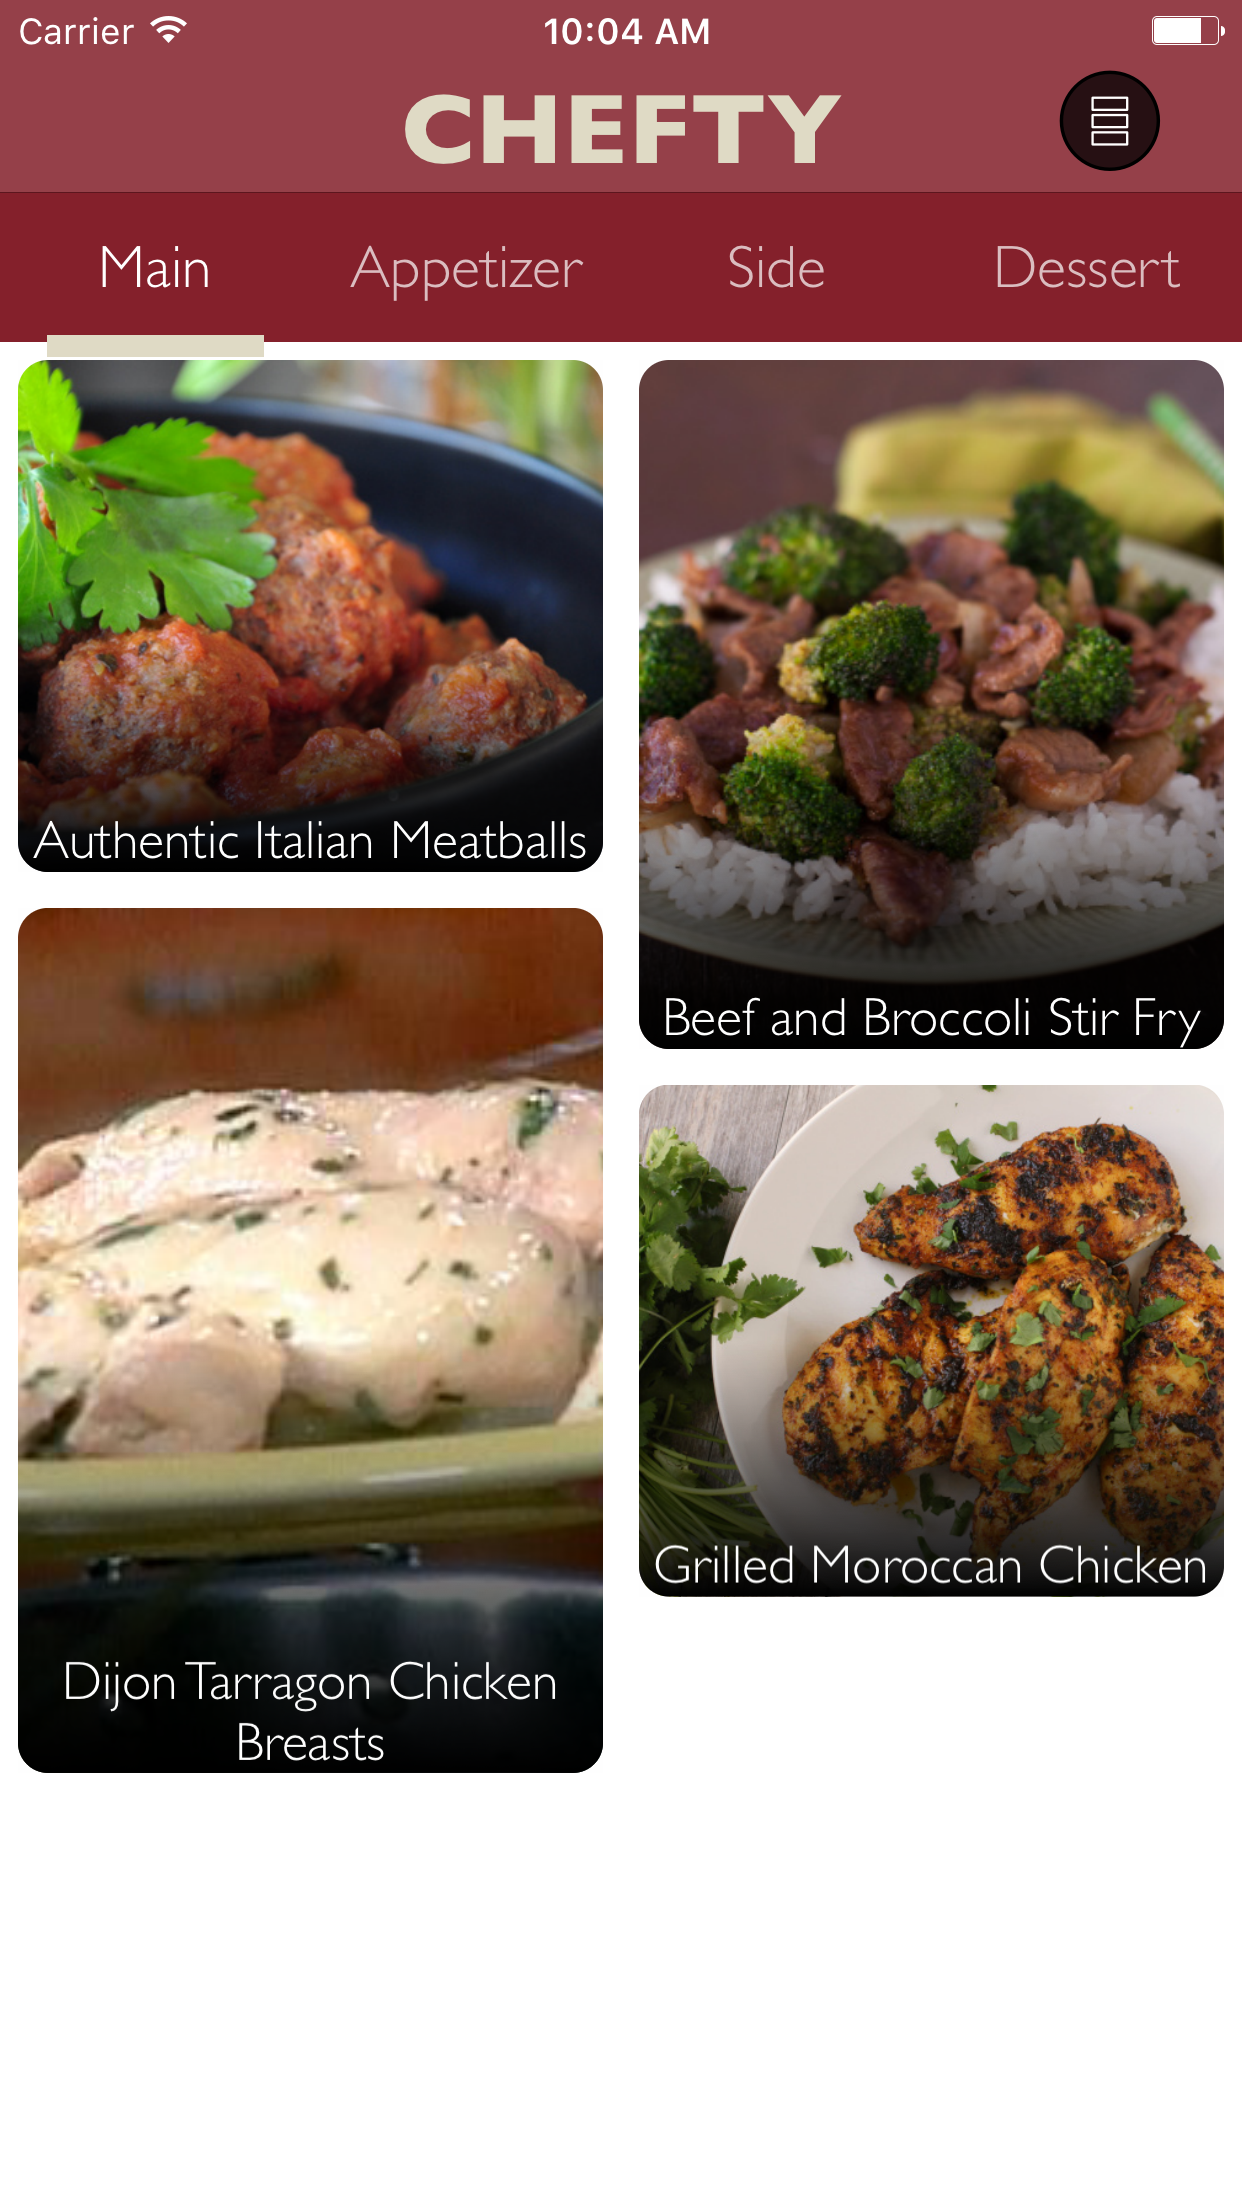 Carrier 10:04 AM
CHEFTY
Main Appetizer Side Dessert
Authentic Italian Meatballs
Beef and Broccoli Stir Fry
Dijon Tarragon Chicken
Breasts
Grilled Moroccan Chicken